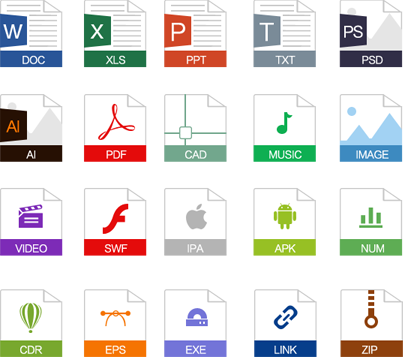 W X P T PS
DOC XLS PPT TXT PSD
Ai
AI PDF CAD MUSIC IMAGE
VIDEO SWF IPA APK NUM
CDR EPS EXE LINK ZIP